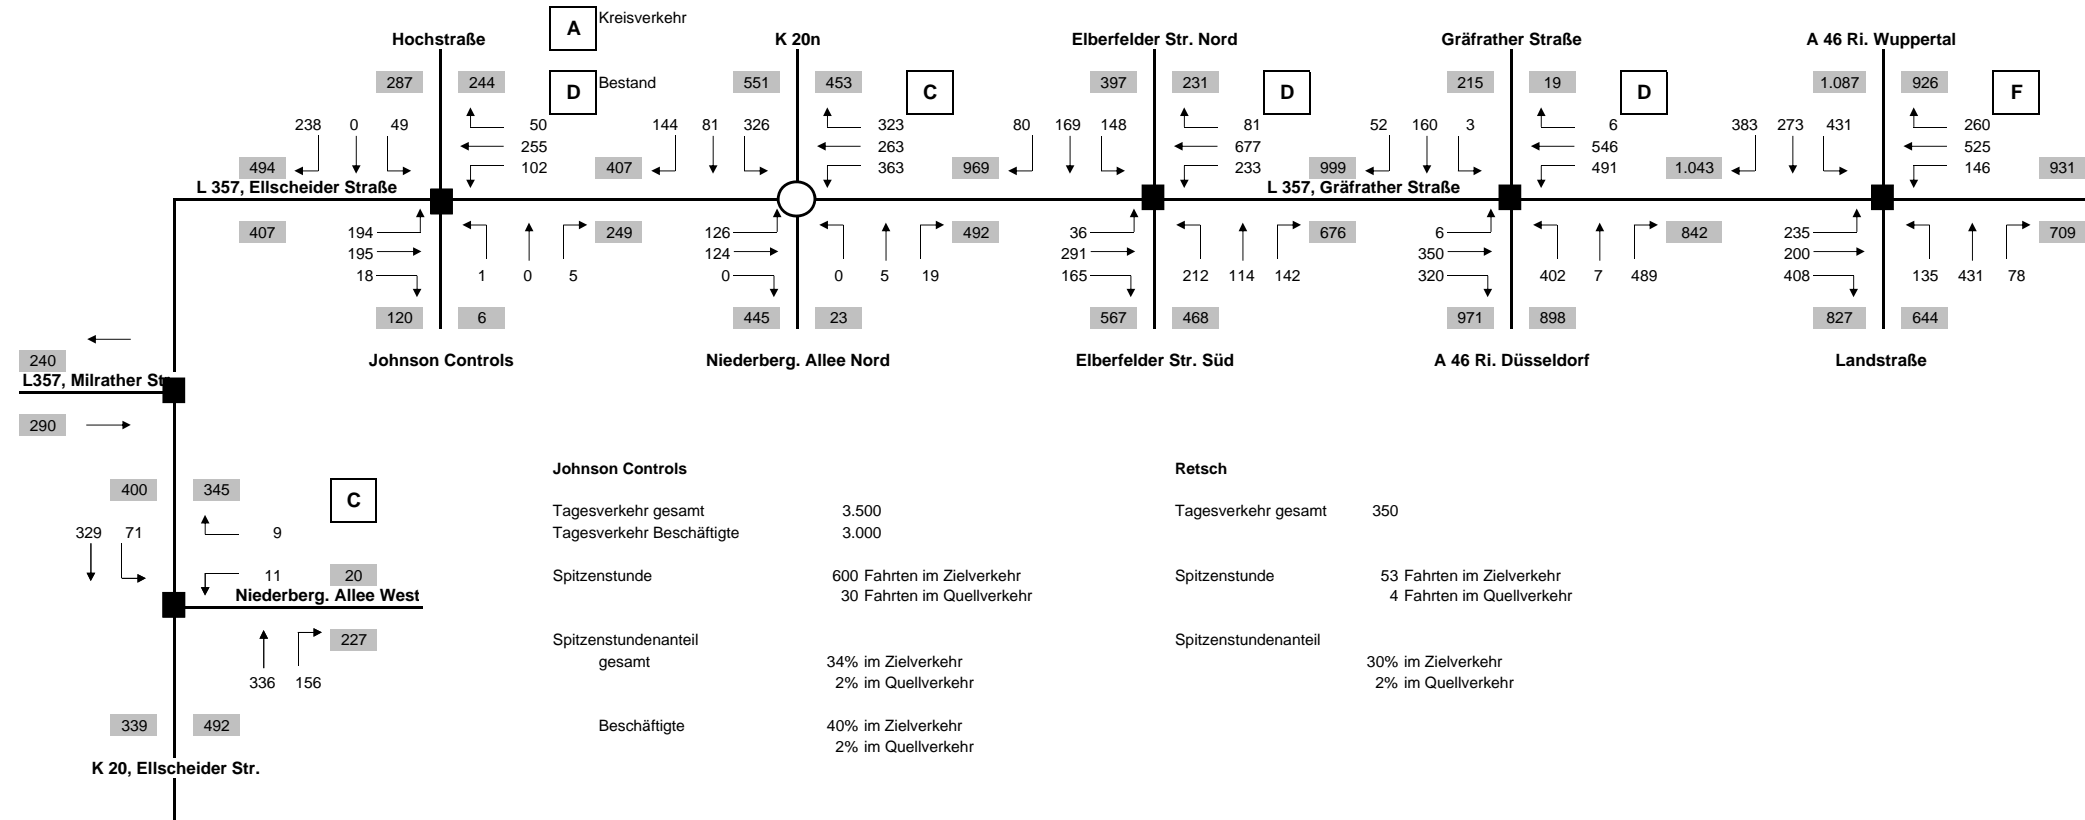 A Kreisverkehr
Hochstraße K 20n Elberfelder Str. Nord Gräfrather Straße A 46 Ri. Wuppertal
287 244 D Bestand 551 453 C 397 231 D 215 19 D 1.087 926 F
238 0 49 50 144 81 326 323 80 169 148 81 52 160 3 6 383 273 431 260
255 263 677 546 525
494 102 407 363 969 233 999 491 1.043 146 931
L 357, Ellscheider Straße L 357, Gräfrather Straße
407 194 249 126 492 36 676 6 842 235 709
195 124 291 350 200
18 1 0 5 0 0 5 19 165 212 114 142 320 402 7 489 408 135 431 78
120 6 445 23 567 468 971 898 827 644
240 Johnson Controls Niederberg. Allee Nord Elberfelder Str. Süd A 46 Ri. Düsseldorf Landstraße
L357, Milrather Str.
290
Johnson Controls Retsch
400 345 C
Tagesverkehr gesamt 3.500 Tagesverkehr gesamt 350
329 71 9 Tagesverkehr Beschäftigte 3.000
11 20 Spitzenstunde 600 Fahrten im Zielverkehr Spitzenstunde 53 Fahrten im Zielverkehr
Niederberg. Allee West 30 Fahrten im Quellverkehr 4 Fahrten im Quellverkehr
227 Spitzenstundenanteil Spitzenstundenanteil
gesamt 34% im Zielverkehr 30% im Zielverkehr
336 156 2% im Quellverkehr 2% im Quellverkehr
339 492 Beschäftigte 40% im Zielverkehr
2% im Quellverkehr
K 20, Ellscheider Str.